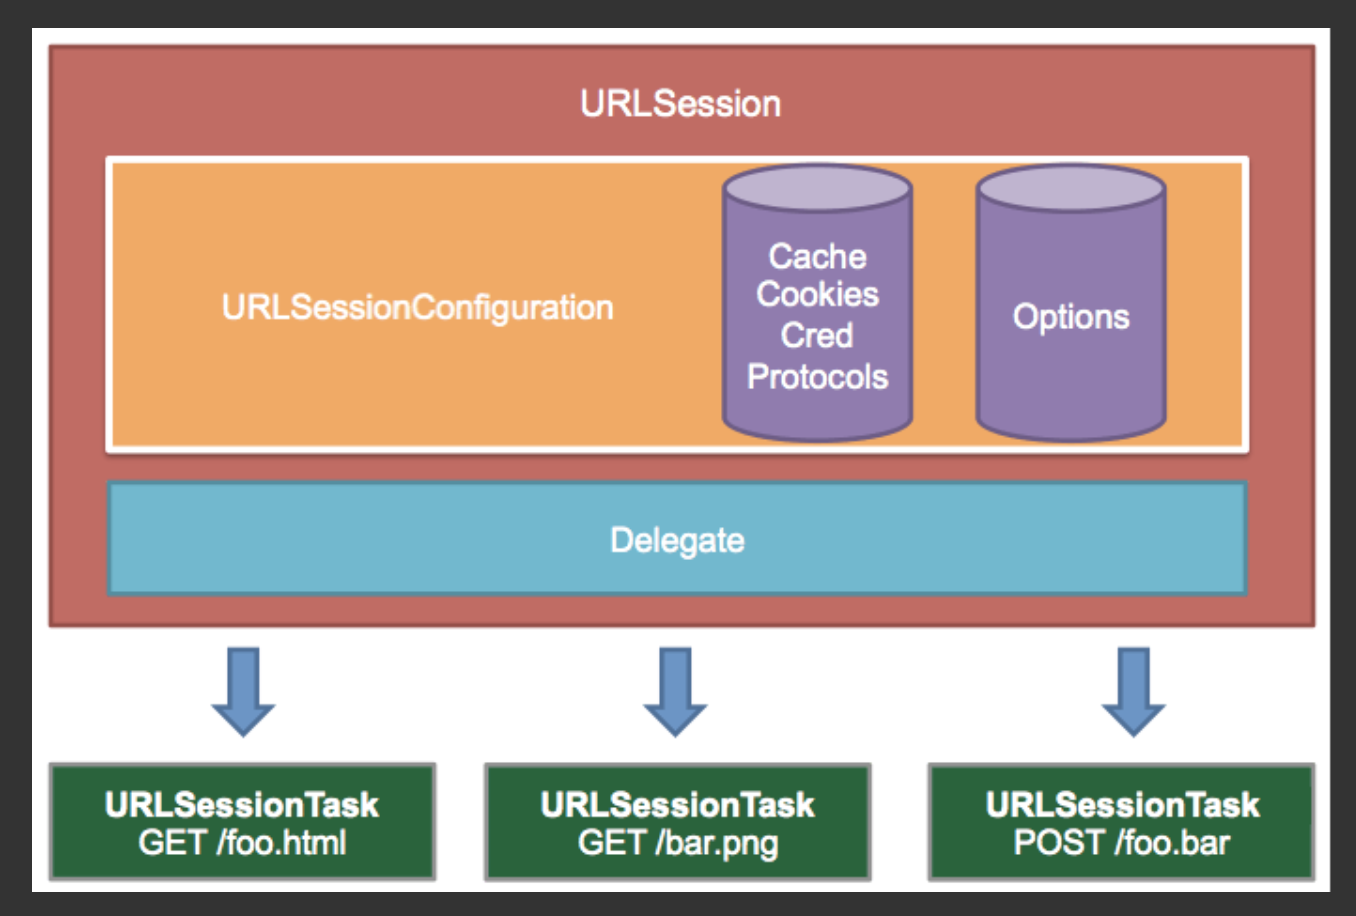 URLSession
URLSessionConfiguration
Cache
Cookies
Cred
Protocols
Options
Delegate
URLSessionTask
GET /foo.html
URLSessionTask
GET /bar.png
URLSessionTask
POST /foo.bar